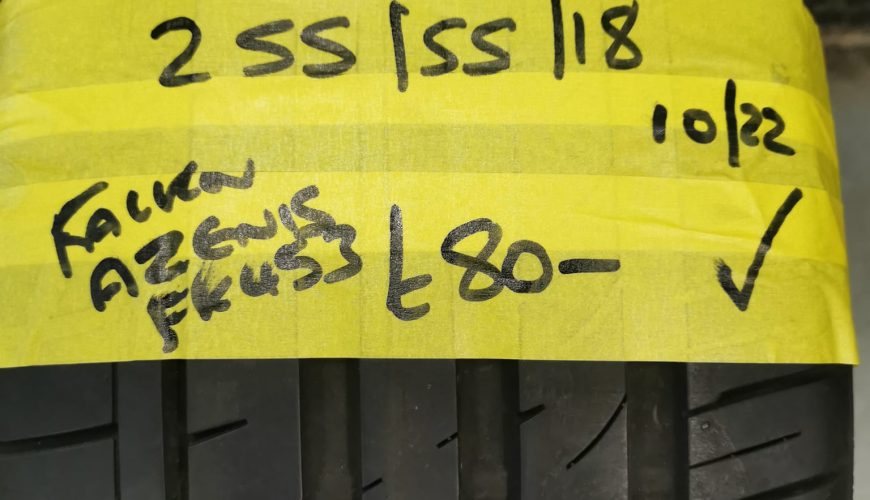 255/55/18
10/22
FALKEN
AZENIS
FK453
£80-